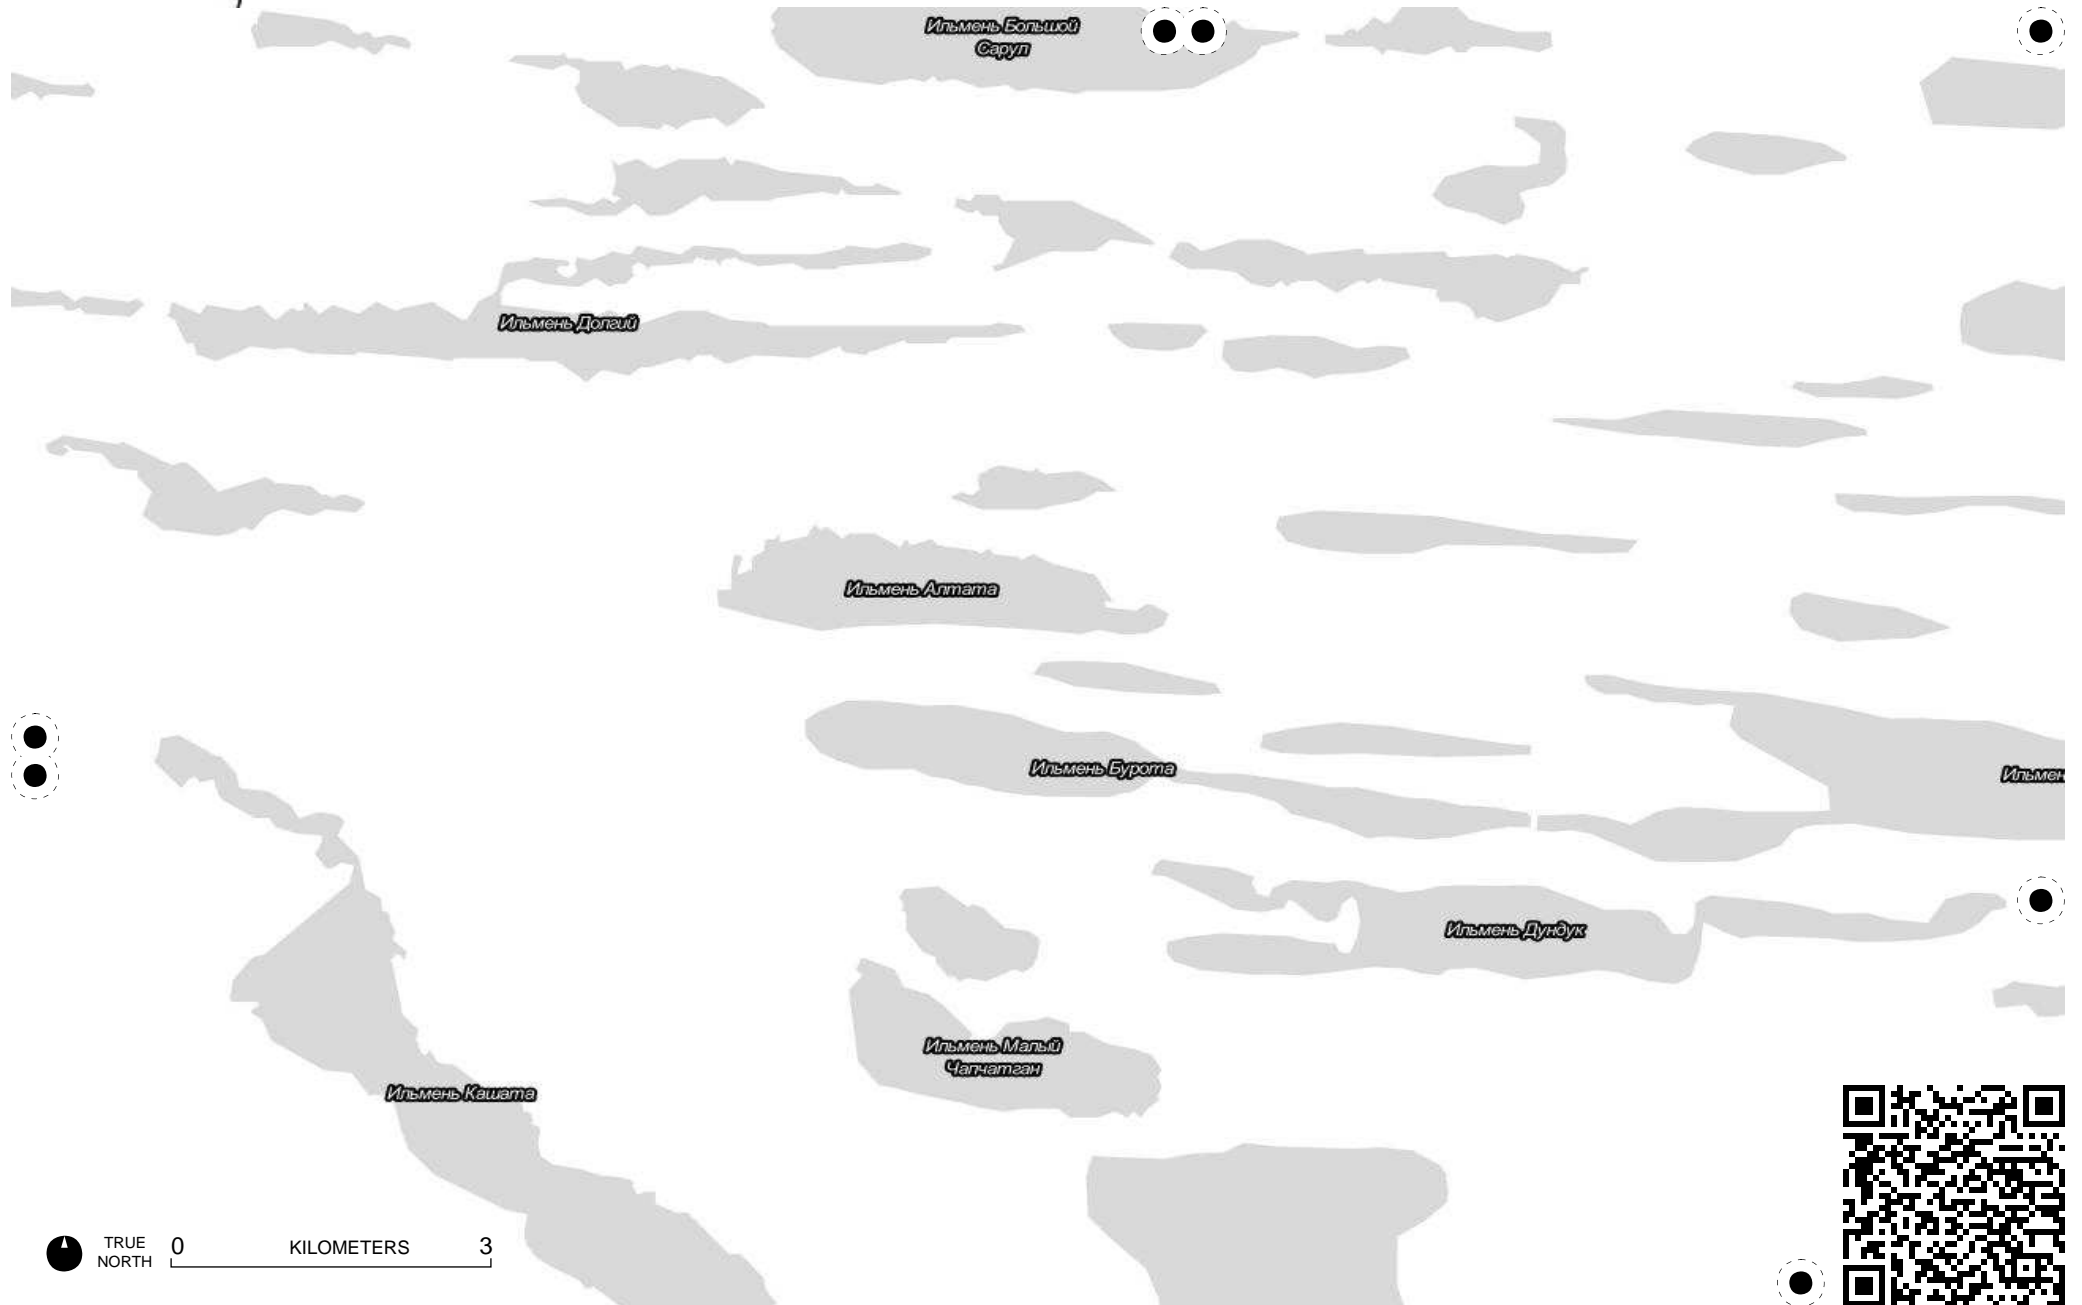 Ильмень Большой
Сарул
Ильмень Долгий
Ильмень Алтата
Ильмень Бурота
Ильмен
Ильмень Дундук
Ильмень Малый
Чапчатган
Ильмень Кашата
TRUE
NORTH
0 KILOMETERS 3